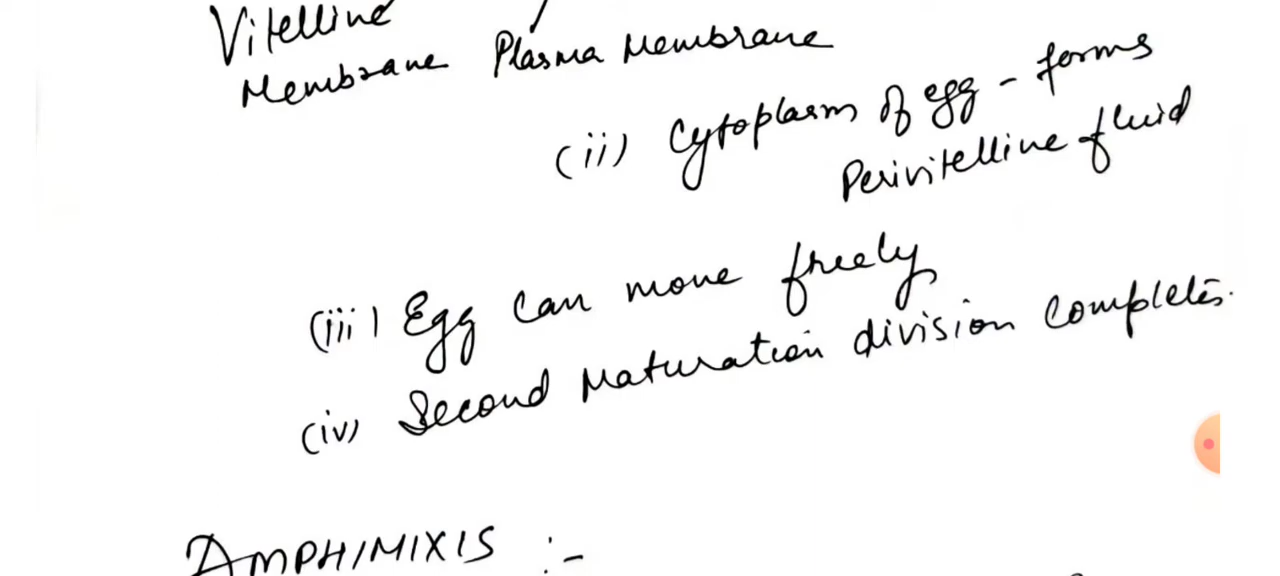 Vitelline
Membrane Plasma Membrane
(ii) Cytoplasm of egg - forms
Perivitelline fluid
(iii) Egg can move freely
(iv) Second Maturation division completes.
AMPHIMIXIS :-